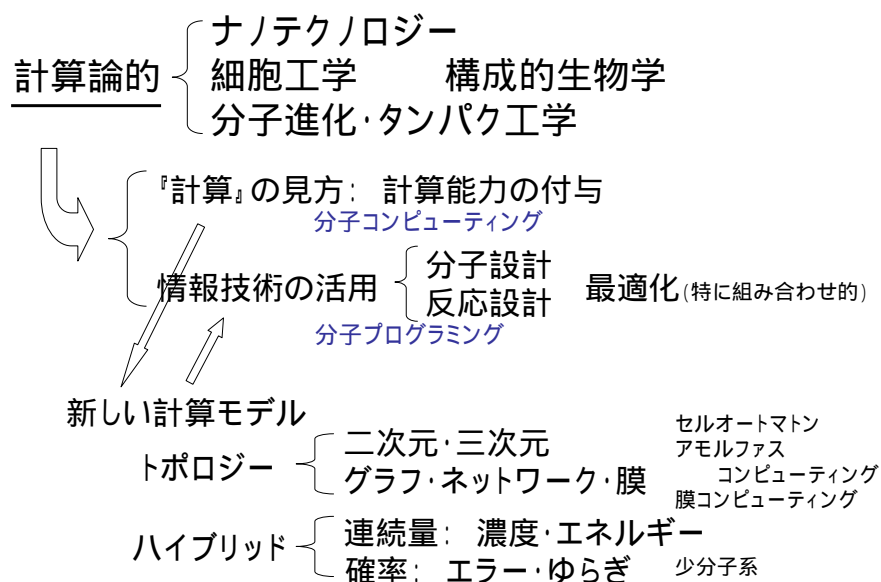 ナノテクノロジー
計算論的 細胞工学 構成的生物学
分子進化・タンパク工学
『計算』の見方: 計算能力の付与
分子コンピューティング
分子設計
情報技術の活用 反応設計 最適化(特に組み合わせ的)
分子プログラミング
新しい計算モデル
セルオートマトン
二次元・三次元 アモルファス
トポロジー グラフ・ネットワーク・膜 コンピューティング
膜コンピューティング
連続量: 濃度・エネルギー
ハイブリッド 確率: エラー・ゆらぎ 少分子系